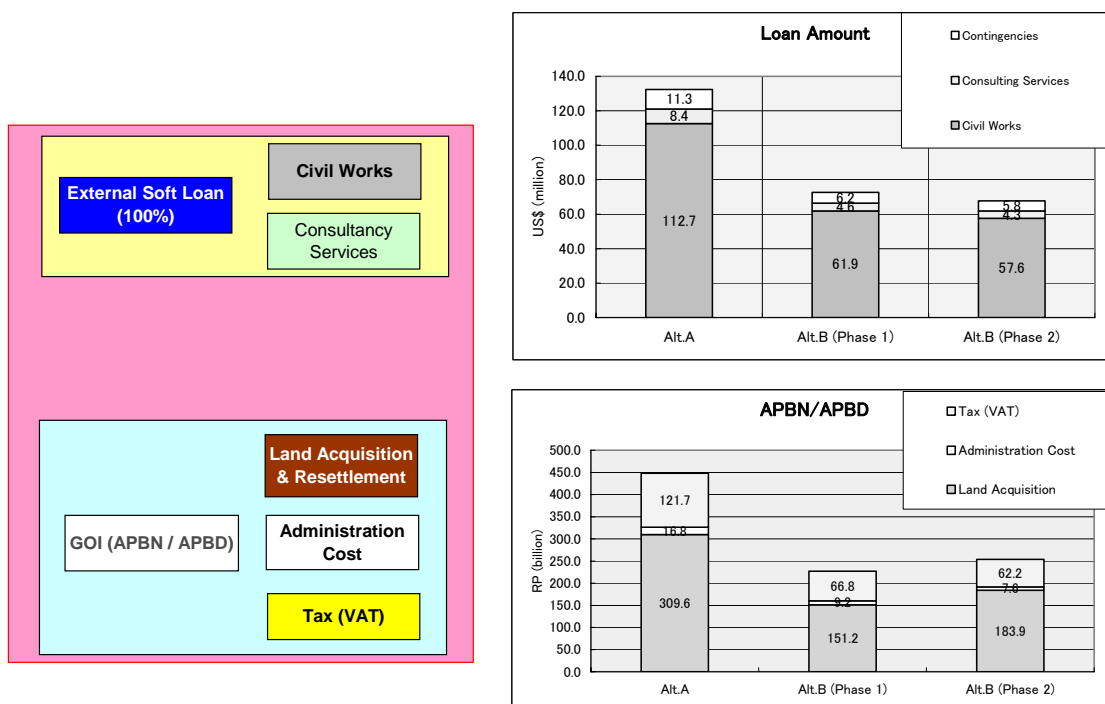 External Soft Loan
(100%)
Civil Works
Consultancy
Services
GOI (APBN / APBD)
Land Acquisition
& Resettlement
Administration
Cost
Tax (VAT)
Loan Amount
Contingencies
Consulting Services
Civil Works
US$ (million)
140.0
120.0
100.0
80.0
60.0
40.0
20.0
0.0
11.3
8.4
112.7
6.2
4.6
61.9
5.8
4.3
57.6
Alt.A
Alt.B (Phase 1)
Alt.B (Phase 2)
APBN/APBD
Tax (VAT)
Administration Cost
Land Acquisition
RP (billion)
500.0
450.0
400.0
350.0
300.0
250.0
200.0
150.0
100.0
50.0
0.0
121.7
16.8
309.6
66.8
9.2
151.2
62.2
7.6
183.9
Alt.A
Alt.B (Phase 1)
Alt.B (Phase 2)